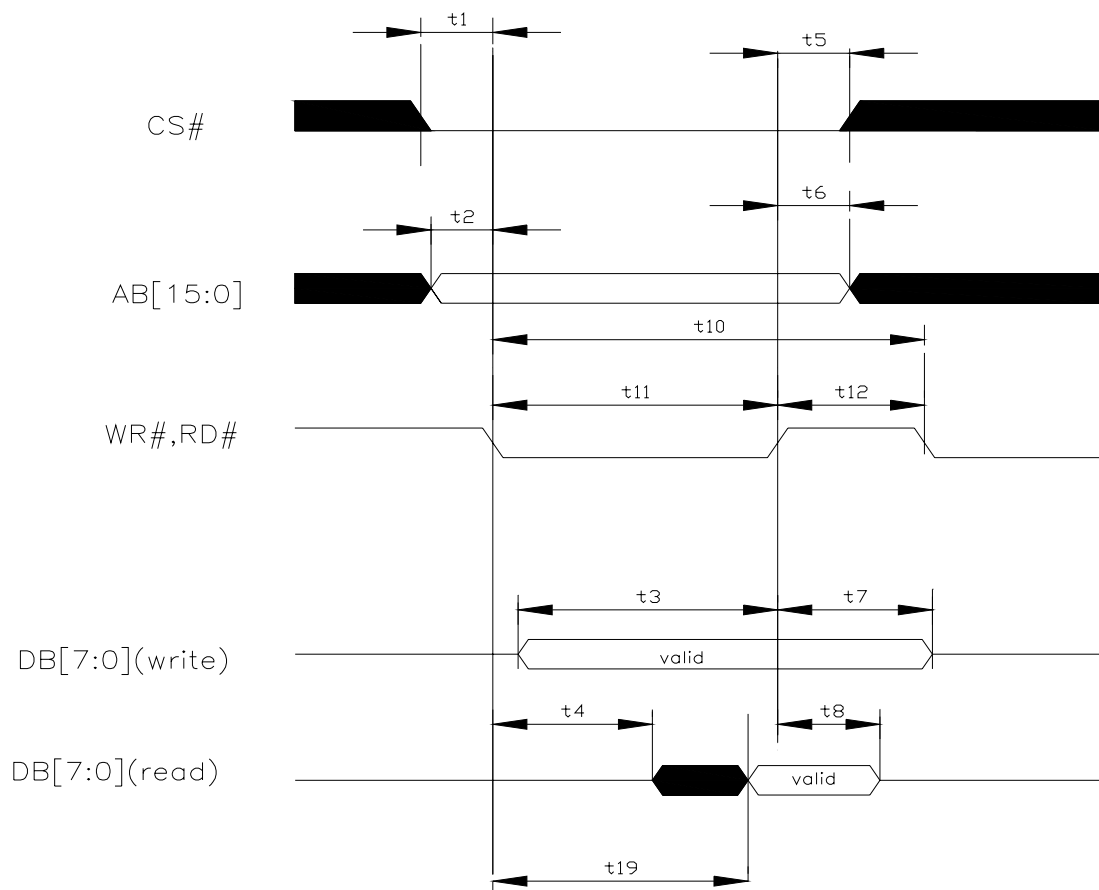 t1
t5
CS#
t6
t2
AB[15:0]
t10
t11
t12
WR#,RD#
t3
t7
DB[7:0](write)
valid
t4
t8
DB[7:0](read)
valid
t19